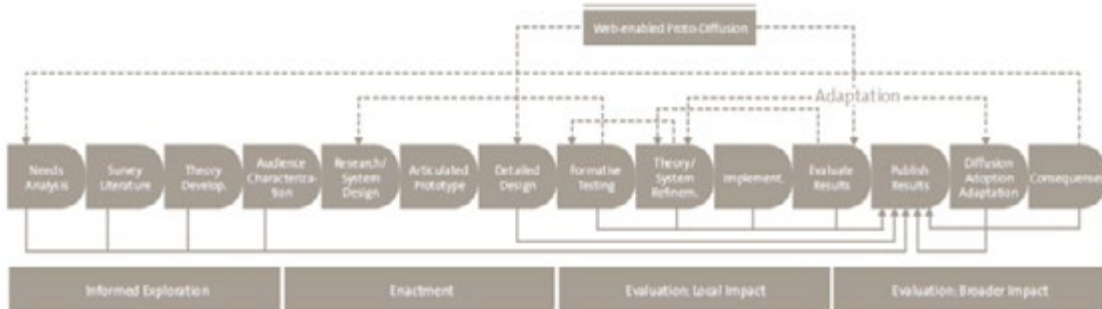 Web-enabled Proto-Diffusion
Adaptation
Needs
Analysis
Survey
Literature
Theory
Develop.
Audience
Characteriza-
tion
Research/
System
Design
Articulated
Prototype
Detailed
Design
Formative
Testing
Theory/
System
Refinem.
Implement.
Evaluate
Results
Publish
Results
Diffusion
Adoption
Adaptation
Consequenses
Informed Exploration
Enactment
Evaluation: Local Impact
Evaluation: Broader Impact